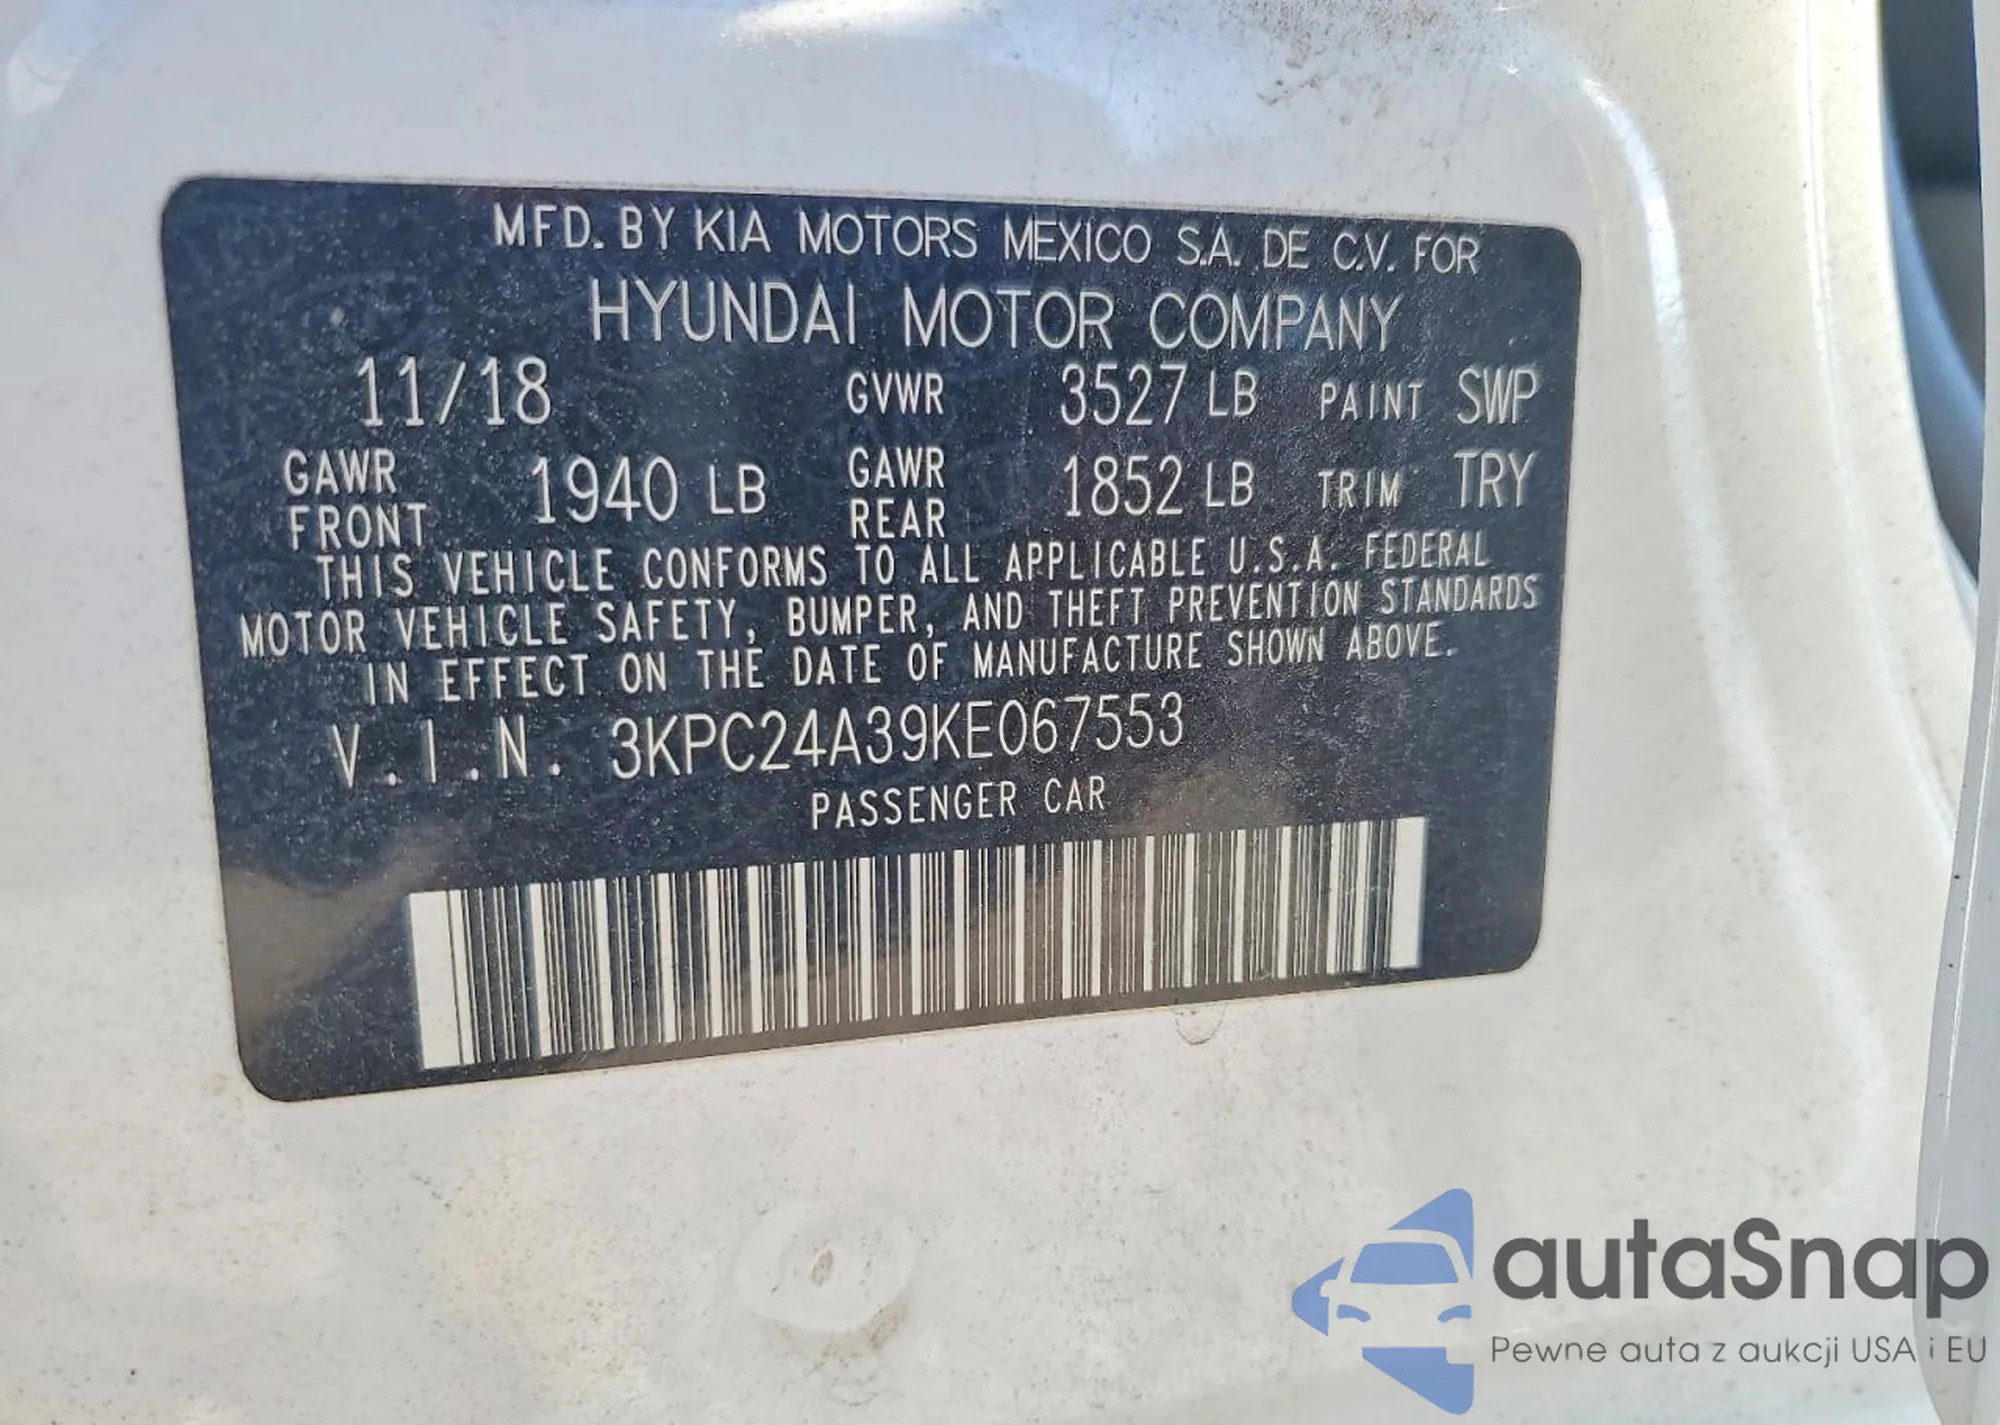 MFD. BY KIA MOTORS MEXICO S.A. DE C.V. FOR
HYUNDAI MOTOR COMPANY
11/18 GVWR 3527 LB PAINT SWP
GAWR FRONT 1940 LB GAWR REAR 1852 LB TRIM TRY
THIS VEHICLE CONFORMS TO ALL APPLICABLE U.S.A. FEDERAL
MOTOR VEHICLE SAFETY, BUMPER, AND THEFT PREVENTION STANDARDS
IN EFFECT ON THE DATE OF MANUFACTURE SHOWN ABOVE.
V.I.N. 3KPC24A39KE067553
PASSENGER CAR
autaSnap
Pewne auta z aukcji USA i EU